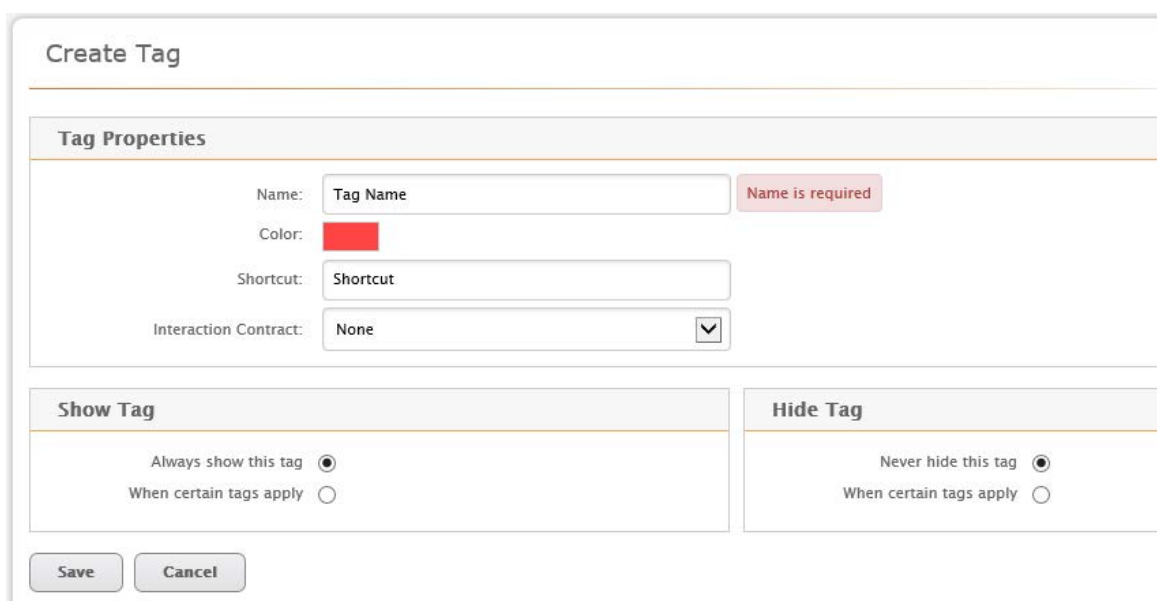 Create Tag
Tag Properties
Name: Tag Name Name is required
Color:
Shortcut: Shortcut
Interaction Contract: None
Show Tag
Always show this tag
When certain tags apply
Hide Tag
Never hide this tag
When certain tags apply
Save Cancel